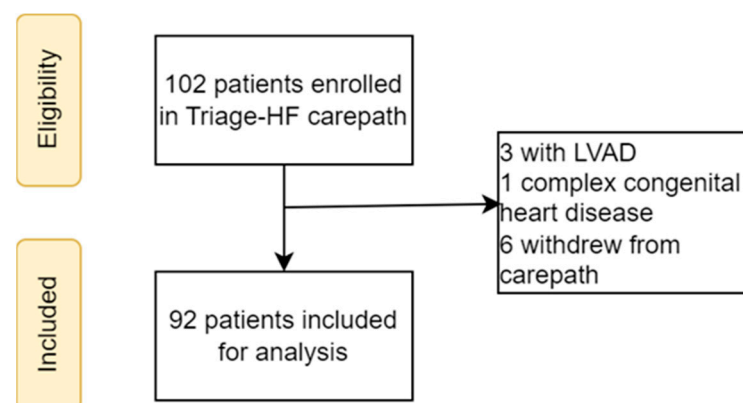 Eligibility
102 patients enrolled
in Triage-HF carepath
3 with LVAD
1 complex congenital
heart disease
6 withdrew from
carepath
Included
92 patients included
for analysis